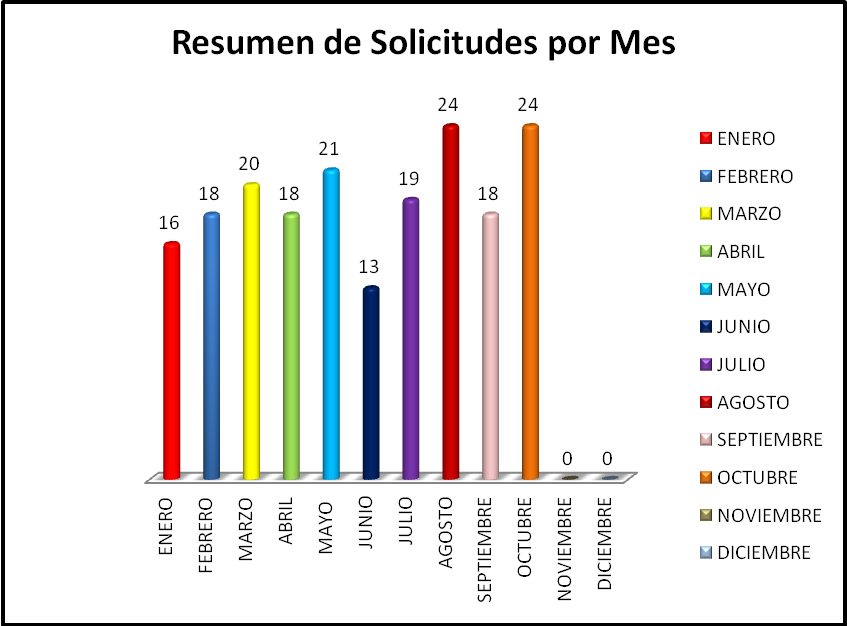 Resumen de Solicitudes por Mes
16
18
20
18
21
13
19
24
18
24
0
0
ENERO
FEBRERO
MARZO
ABRIL
MAYO
JUNIO
JULIO
AGOSTO
SEPTIEMBRE
OCTUBRE
NOVIEMBRE
DICIEMBRE
ENERO
FEBRERO
MARZO
ABRIL
MAYO
JUNIO
JULIO
AGOSTO
SEPTIEMBRE
OCTUBRE
NOVIEMBRE
DICIEMBRE